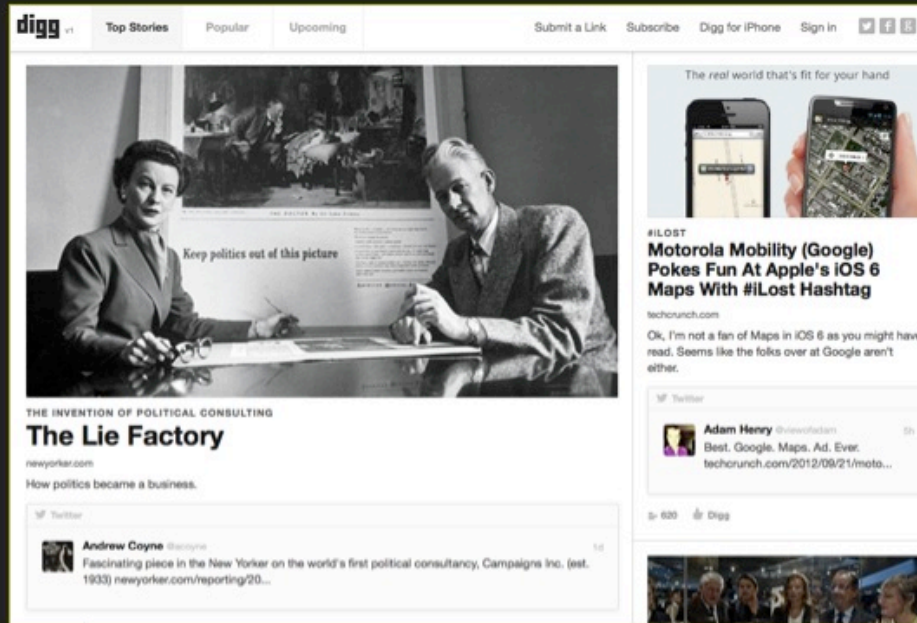 digg v1
Top Stories
Popular
Upcoming
Submit a Link
Subscribe
Digg for iPhone
Sign in
THE DOCTOR
Keep politics out of this picture
THE INVENTION OF POLITICAL CONSULTING
The Lie Factory
newyorker.com
How politics became a business.
Twitter
Andrew Coyne @acoyne
1d
Fascinating piece in the New Yorker on the world's first political consultancy, Campaigns Inc. (est.
1933) newyorker.com/reporting/20...
The real world that's fit for your hand
#iLOST
Motorola Mobility (Google)
Pokes Fun At Apple's iOS 6
Maps With #iLost Hashtag
techcrunch.com
Ok, I'm not a fan of Maps in iOS 6 as you might have
read. Seems like the folks over at Google aren't
either.
Twitter
Adam Henry @viewofadam
5h
Best. Google. Maps. Ad. Ever.
techcrunch.com/2012/09/21/moto...
620
Digg